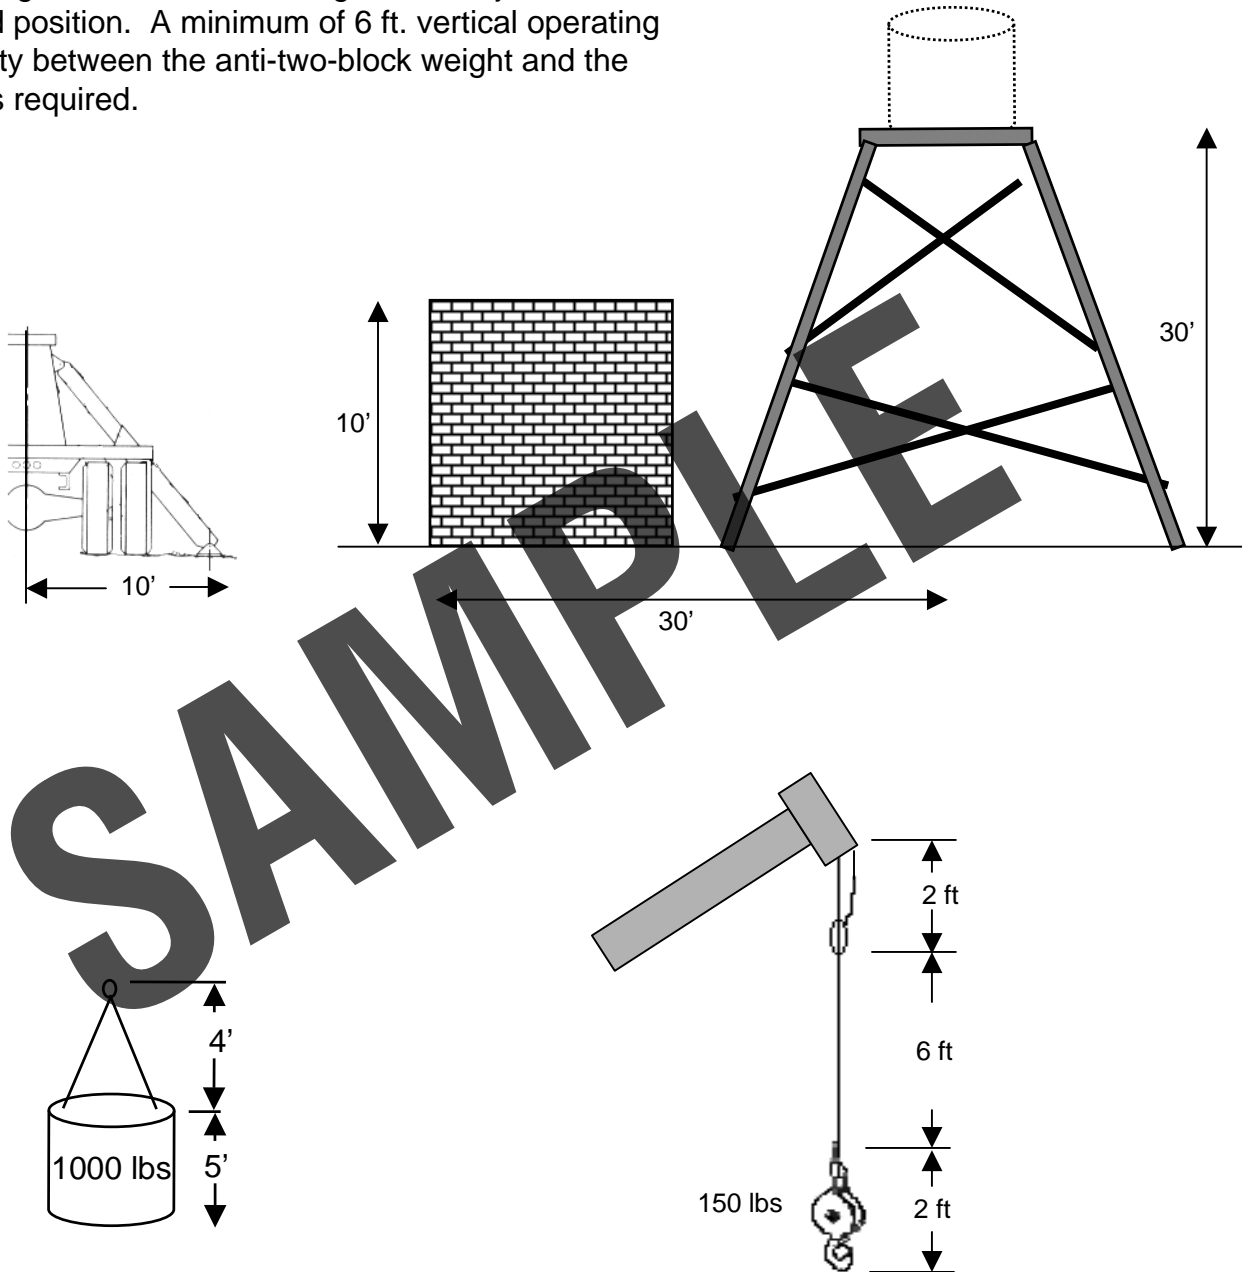 position. A minimum of 6 ft. vertical operating
between the anti-two-block weight and the
required.
30’
10’
10’
30’
SAMPLE
2 ft
4’
6 ft
1000 lbs
5’
150 lbs
2 ft